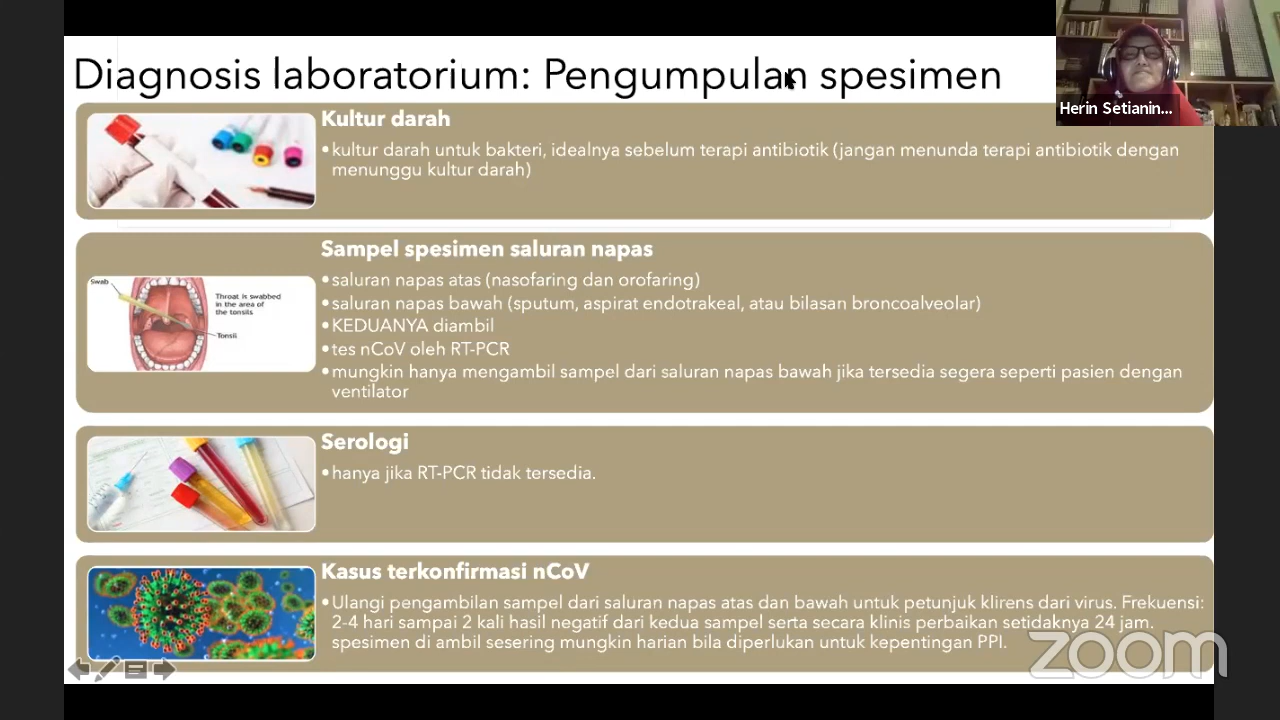 Diagnosis laboratorium: Pengumpulan spesimen
Herin Setianin...
Kultur darah
•kultur darah untuk bakteri, idealnya sebelum terapi antibiotik (jangan menunda terapi antibiotik dengan
menunggu kultur darah)
Sampel spesimen saluran napas
•saluran napas atas (nasofaring dan orofaring)
•saluran napas bawah (sputum, aspirat endotrakeal, atau bilasan broncoalveolar)
•KEDUANYA diambil
•tes nCoV oleh RT-PCR
•mungkin hanya mengambil sampel dari saluran napas bawah jika tersedia segera seperti pasien dengan
ventilator
Swab
Throat is swabbed
in the area of
the tonsils
Tonsil
Serologi
•hanya jika RT-PCR tidak tersedia.
Kasus terkonfirmasi nCoV
•Ulangi pengambilan sampel dari saluran napas atas dan bawah untuk petunjuk klirens dari virus. Frekuensi:
2-4 hari sampai 2 kali hasil negatif dari kedua sampel serta secara klinis perbaikan setidaknya 24 jam.
spesimen di ambil sesering mungkin harian bila diperlukan untuk kepentingan PPI.
zoom